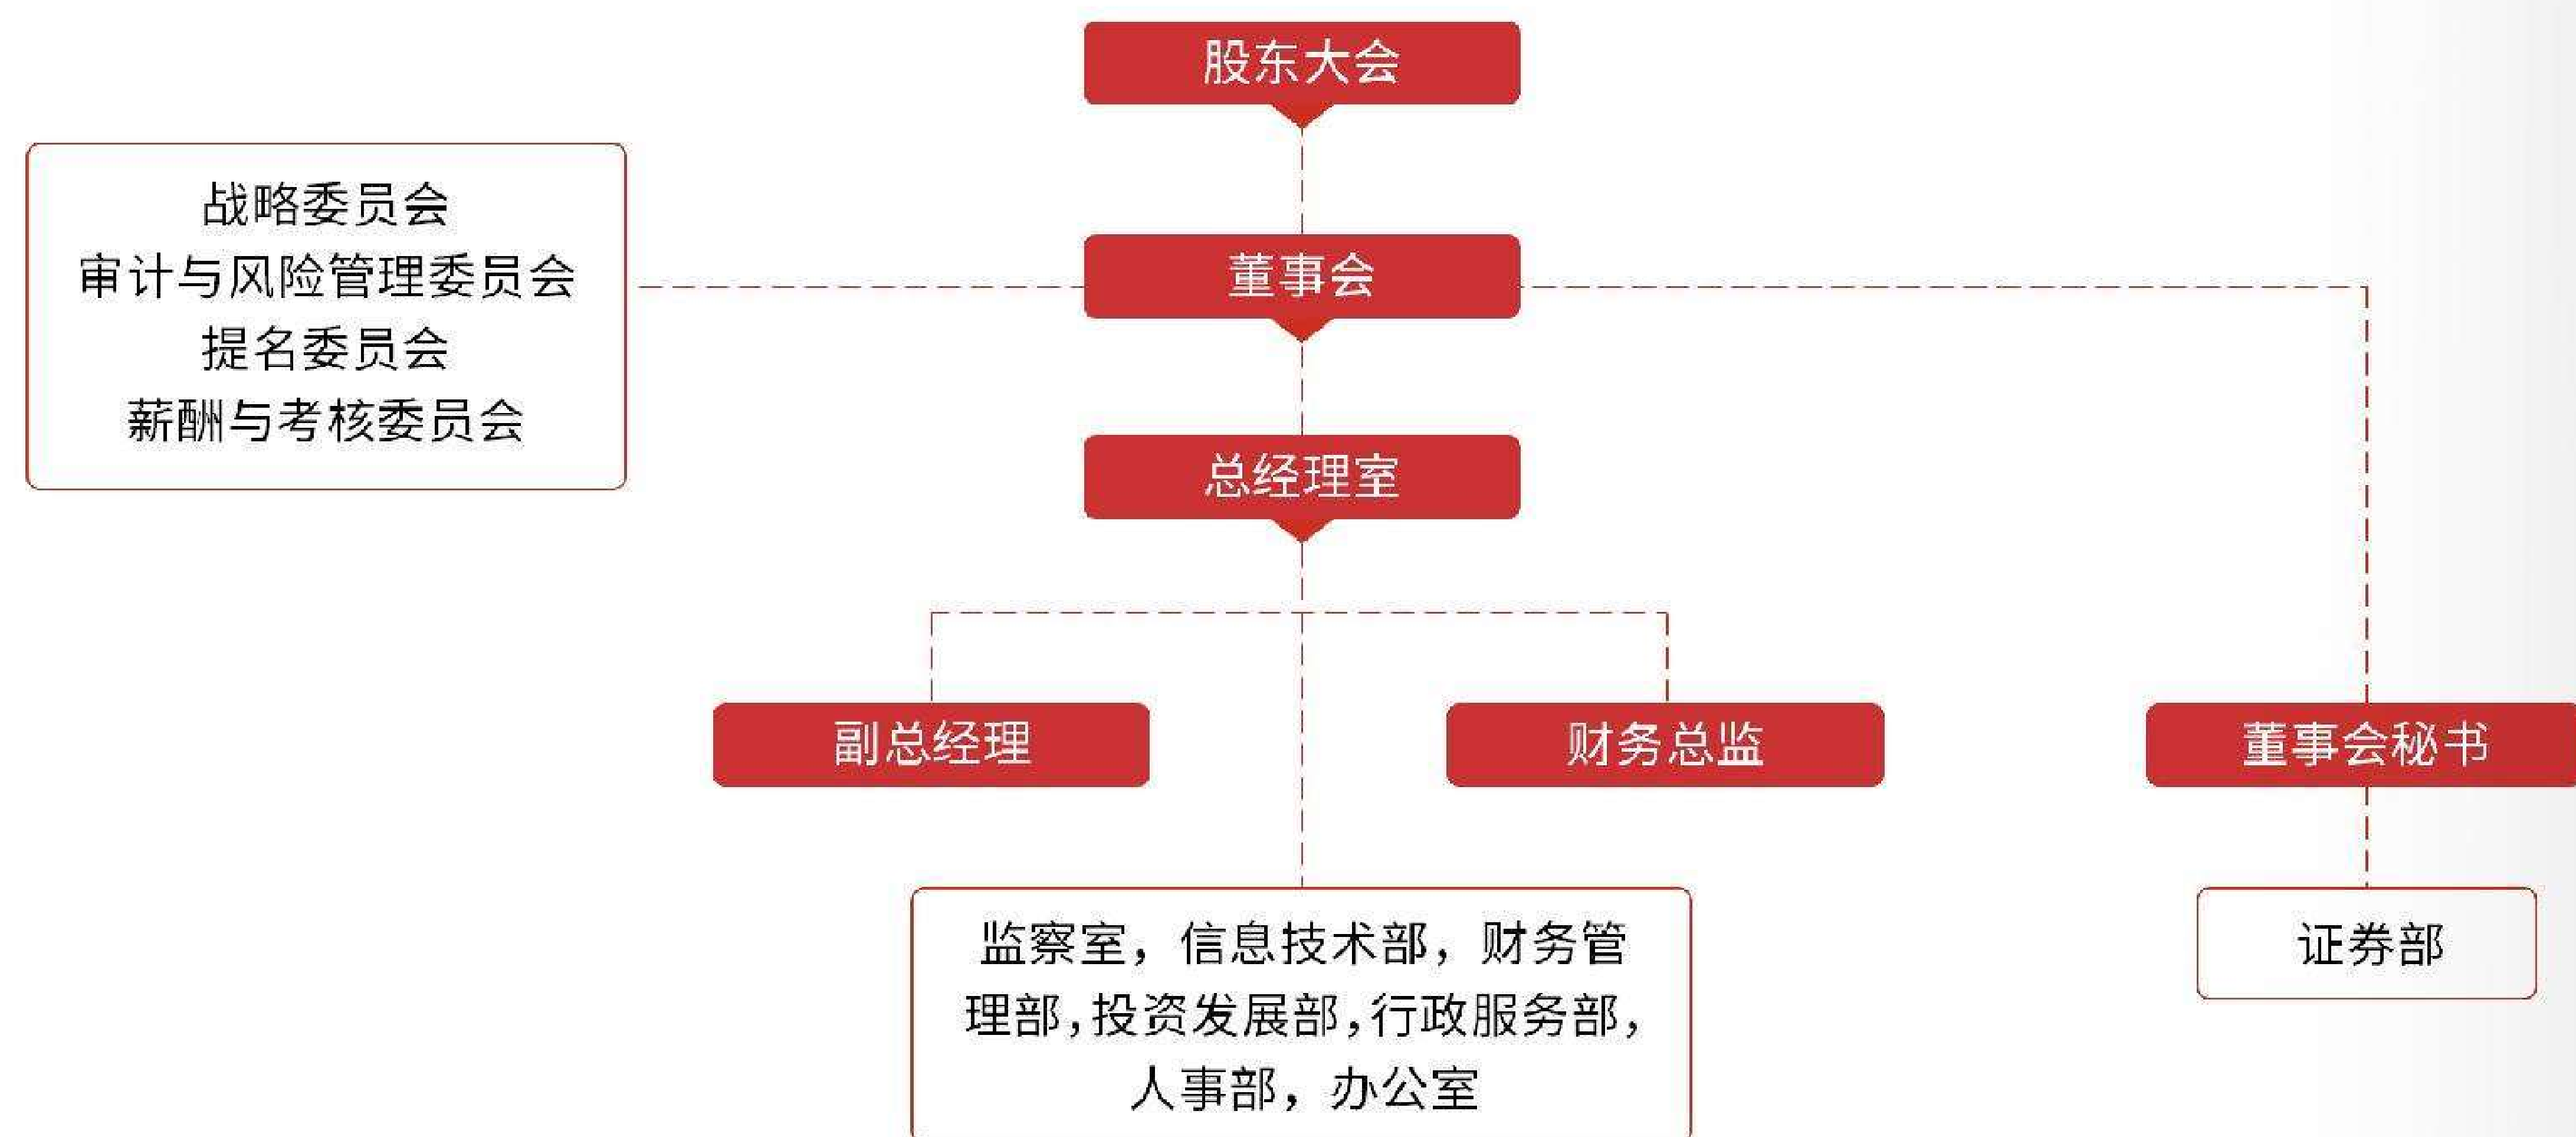 股东大会
战略委员会
审计与风险管理委员会
提名委员会
薪酬与考核委员会
董事会
总经理室
副总经理
财务总监
董事会秘书
监察室，信息技术部，财务管
理部，投资发展部，行政服务部，
人事部，办公室
证券部